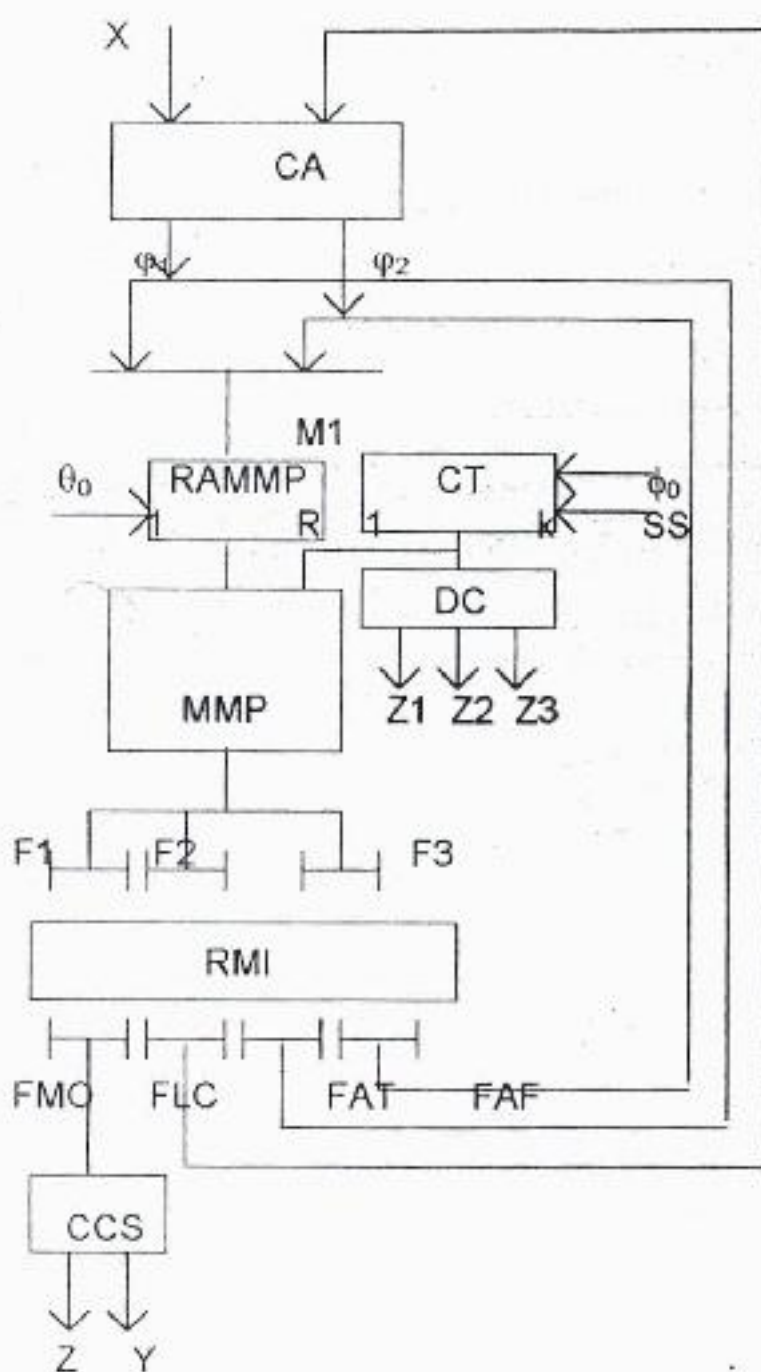 X
CA
φ1 φ2
M1
θ0 RAMMP CT ϕ0
1 R 1 k SS
DC
MMP Z1 Z2 Z3
F1 F2 F3
RMI
FMO FLC FAT FAF
CCS
Z Y